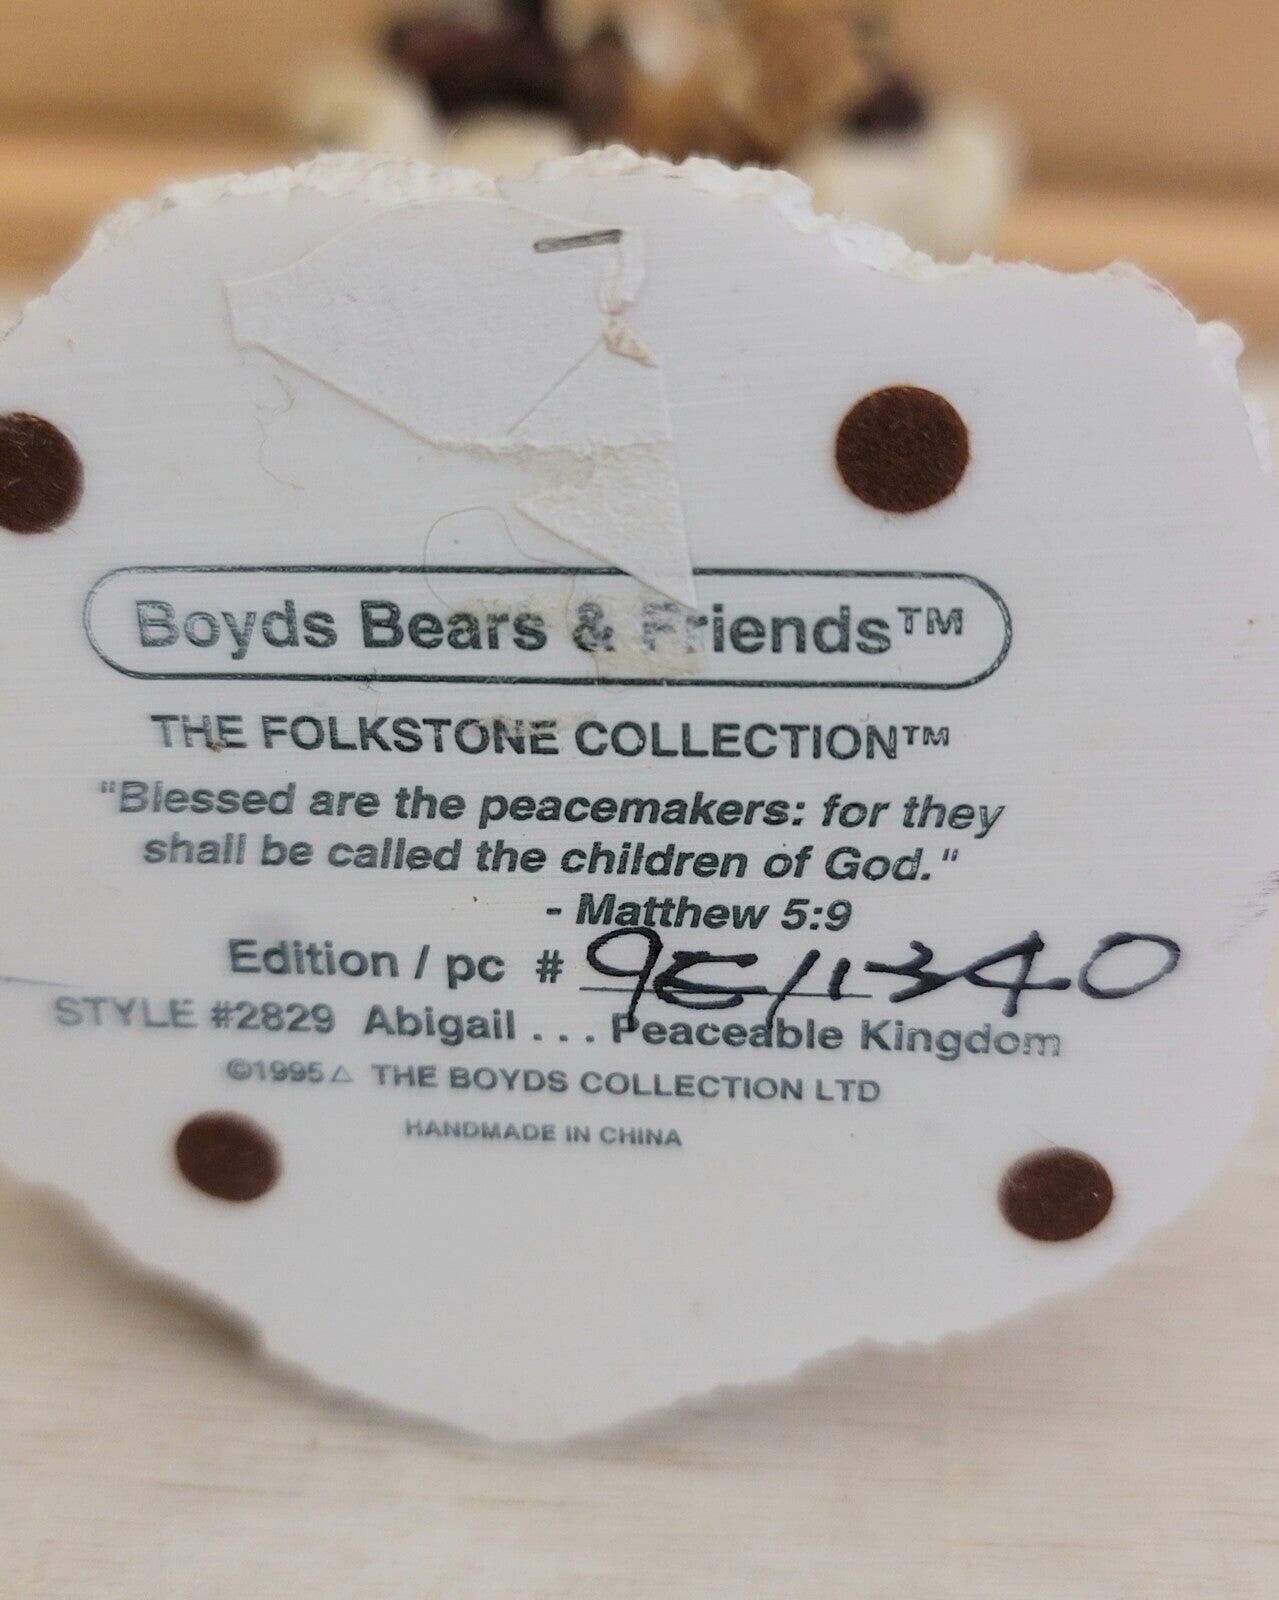 Boyds Bears & Friends™
THE FOLKSTONE COLLECTION™
"Blessed are the peacemakers: for they
shall be called the children of God."
- Matthew 5:9
Edition / pc # 9E/1340
STYLE #2829 Abigail . . . Peaceable Kingdom
©1995△ THE BOYDS COLLECTION LTD
HANDMADE IN CHINA